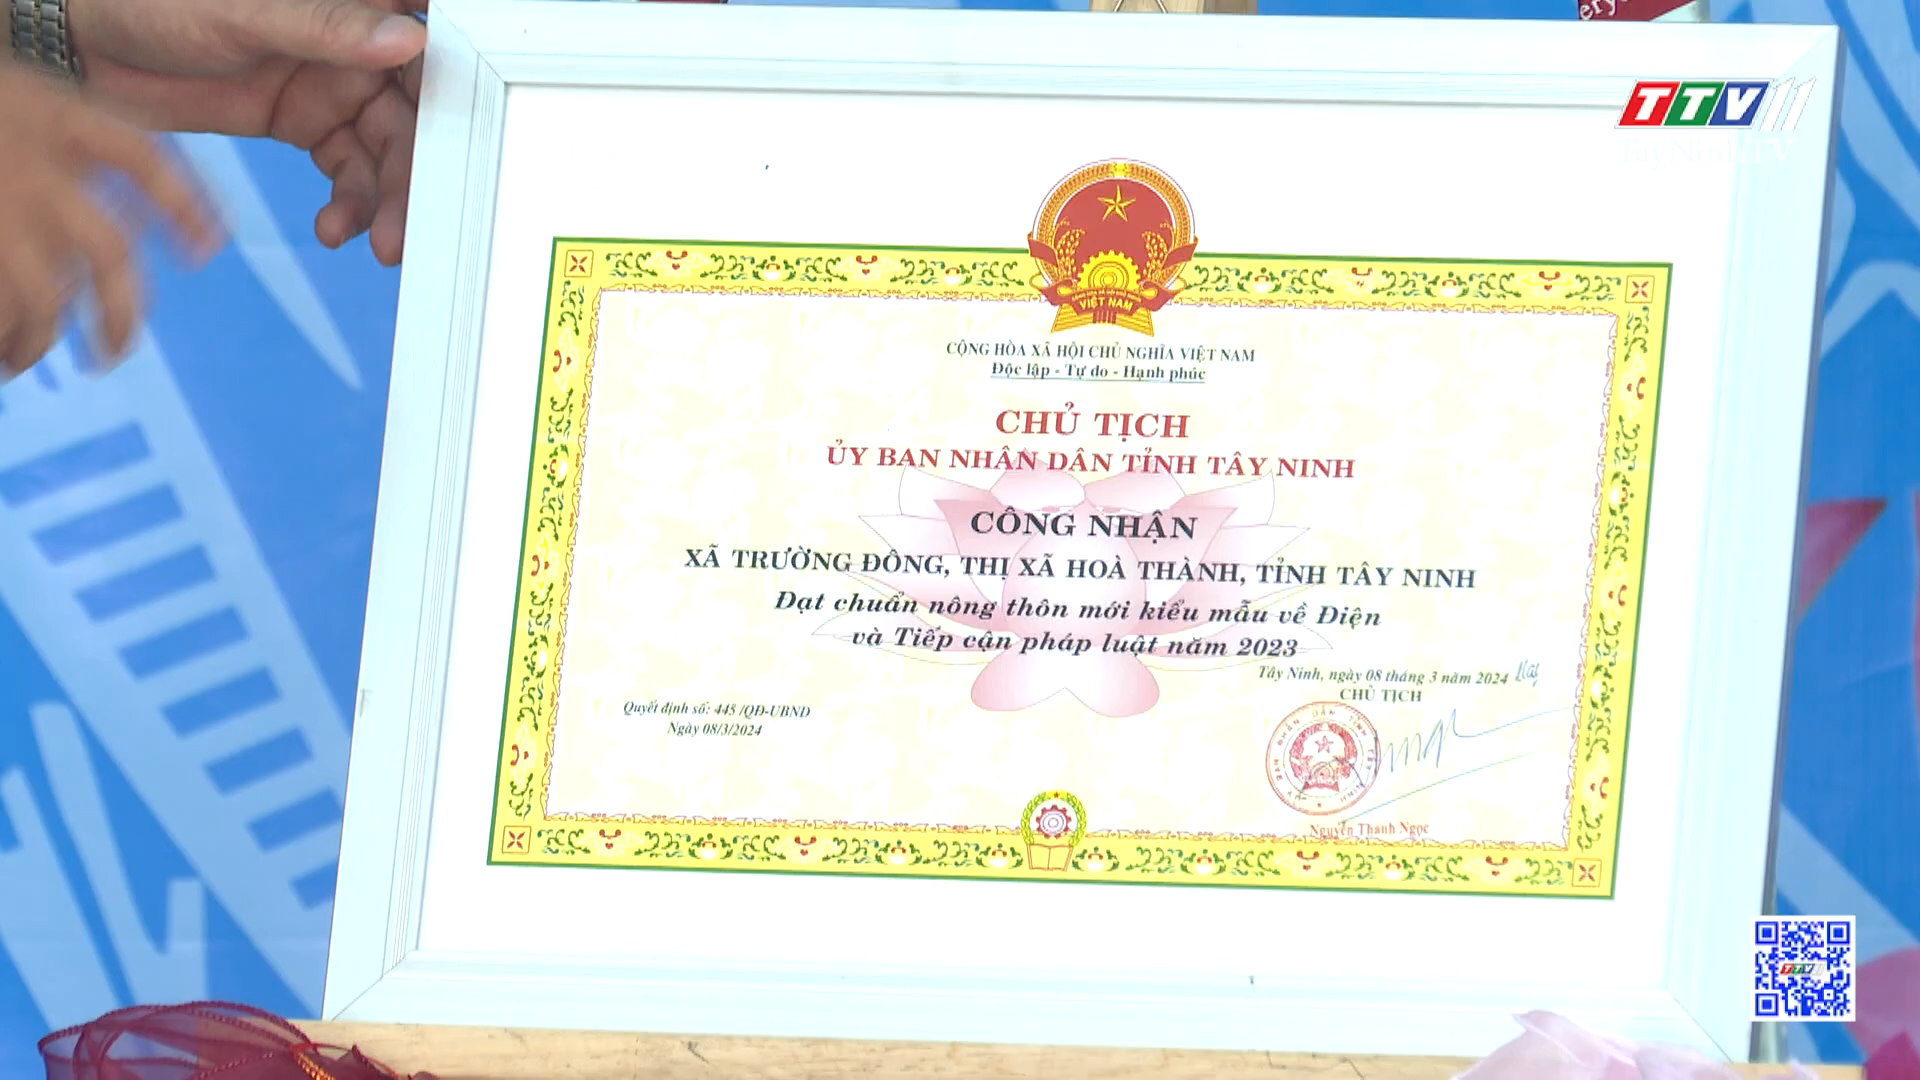 TTV11
TâyNinhTV
VIỆT NAM
CỘNG HÒA XÃ HỘI CHỦ NGHĨA VIỆT NAM
Độc lập - Tự do - Hạnh phúc
CHỦ TỊCH
ỦY BAN NHÂN DÂN TỈNH TÂY NINH
CÔNG NHẬN
XÃ TRƯỜNG ĐÔNG, THỊ XÃ HOÀ THÀNH, TỈNH TÂY NINH
Đạt chuẩn nông thôn mới kiểu mẫu về Điện
và Tiếp cận pháp luật năm 2023
Tây Ninh, ngày 08 tháng 3 năm 2024
CHỦ TỊCH
Quyết định số: 445 /QĐ-UBND
Ngày 08/3/2024
Nguyễn Thanh Ngọc
TTV11